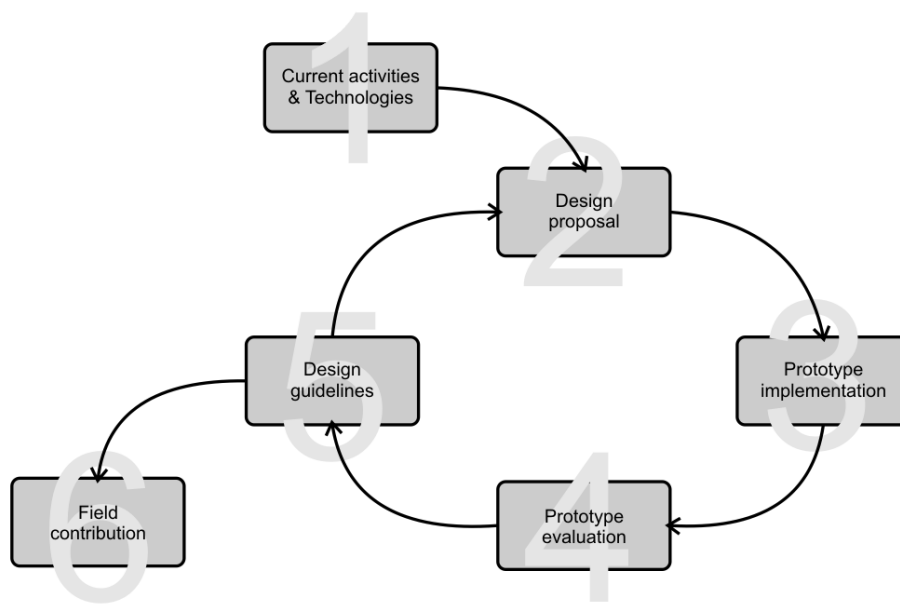 1
Current activities
& Technologies
2
Design
proposal
3
Prototype
implementation
4
Prototype
evaluation
5
Design
guidelines
6
Field
contribution